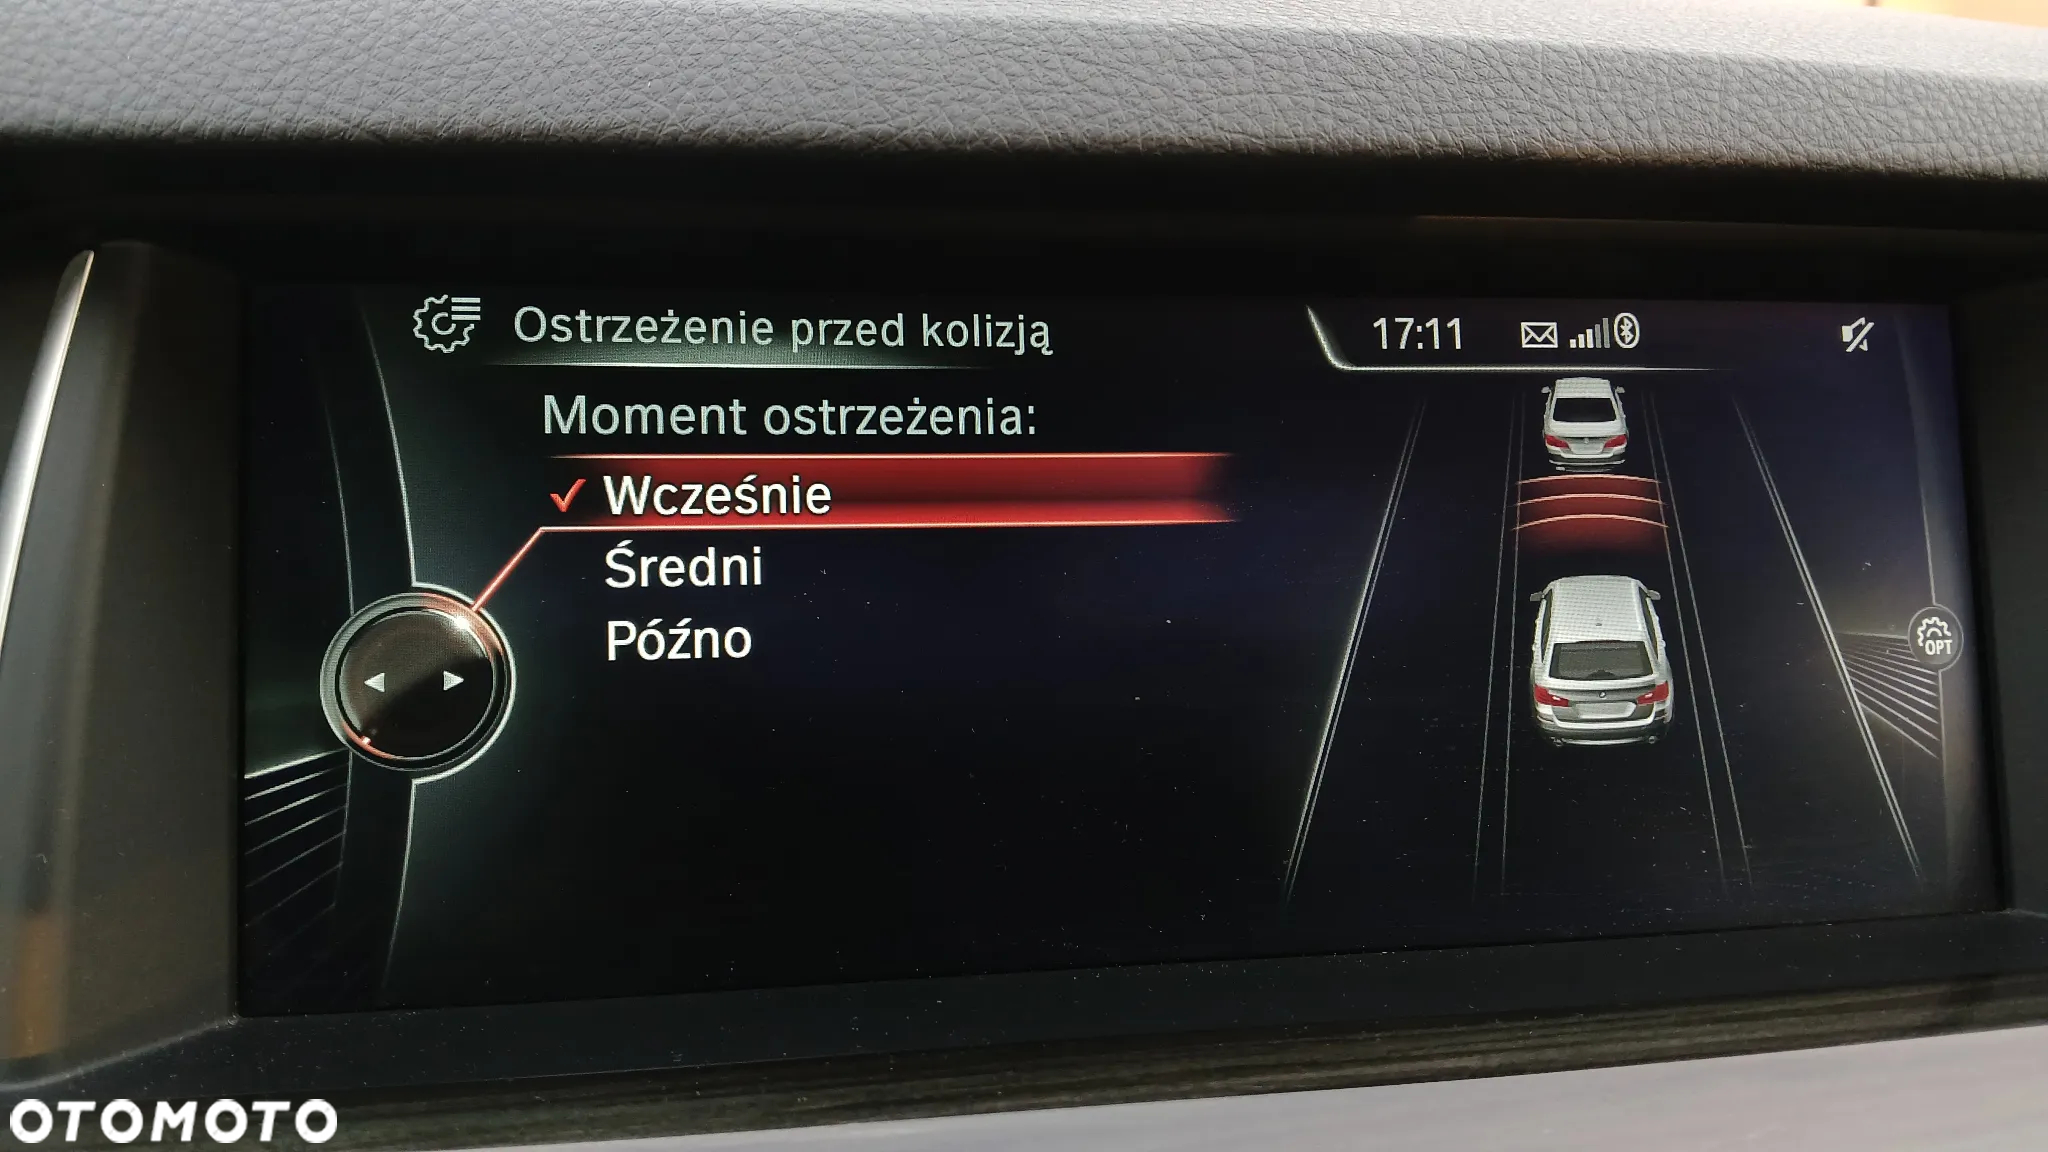 Ostrzeżenie przed kolizją
17:11
Moment ostrzeżenia:
Wcześnie
Średni
Późno
OPT
OTOMOTO